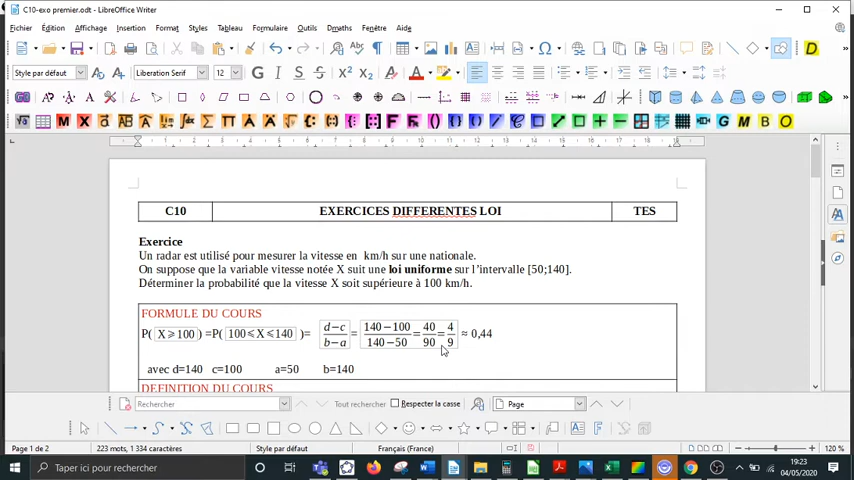 C10-exo premier.odt - LibreOffice Writer
Fichier Édition Affichage Insertion Format Styles Tableau Formulaire Outils Dmaths Fenêtre Aide
Style par défaut Liberation Serif 12
C10 EXERCICES DIFFERENTES LOI TES
Exercice
Un radar est utilisé pour mesurer la vitesse en km/h sur une nationale.
On suppose que la variable vitesse notée X suit une loi uniforme sur l'intervalle [50;140].
Déterminer la probabilité que la vitesse X soit supérieure à 100 km/h.
FORMULE DU COURS
P( X⩾100 ) =P( 100⩽X⩽140 )= (d−c)/(b−a) = (140−100)/(140−50) = 40/90 = 4/9 ≈ 0,44
avec d=140 c=100 a=50 b=140
DEFINITION DU COURS
Rechercher Tout rechercher Respecter la casse Page
Page 1 de 2 223 mots, 1 334 caractères Style par défaut Français (France) 120 %
Taper ici pour rechercher
19:23
04/05/2020